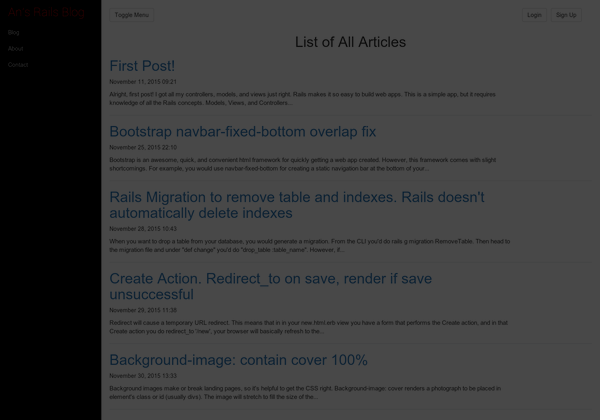 An's Rails Blog
Blog
About
Contact
Toggle Menu
Login
Sign Up
List of All Articles
First Post!
November 11, 2015 09:21
Alright, first post! I got all my controllers, models, and views just right. Rails makes it so easy to build web apps. This is a simple app, but it requires
knowledge of all the Rails concepts. Models, Views, and Controllers...
Bootstrap navbar-fixed-bottom overlap fix
November 25, 2015 22:10
Bootstrap is an awesome, quick, and convenient html framework for quickly getting a web app created. However, this framework comes with slight
shortcomings. For example, you would use navbar-fixed-bottom for creating a static navigation bar at the bottom of your...
Rails Migration to remove table and indexes. Rails doesn't
automatically delete indexes
November 28, 2015 10:43
When you want to drop a table from your database, you would generate a migration. From the CLI you'd do rails g migration RemoveTable. Then head to
the migration file and under "def change" you'd do "drop_table :table_name". However, if...
Create Action. Redirect_to on save, render if save
unsuccessful
November 29, 2015 11:38
Redirect will cause a temporary URL redirect. This means that in in your new.html.erb view you have a form that performs the Create action, and in that
Create action you do redirect_to 'new'. your browser will basically refresh to the...
Background-image: contain cover 100%
November 30, 2015 13:33
Background images make or break landing pages, so it's helpful to get the CSS right. Background-image: cover renders a photograph to be placed in
element's class or id (usually divs). The image will stretch to fill the size of the...